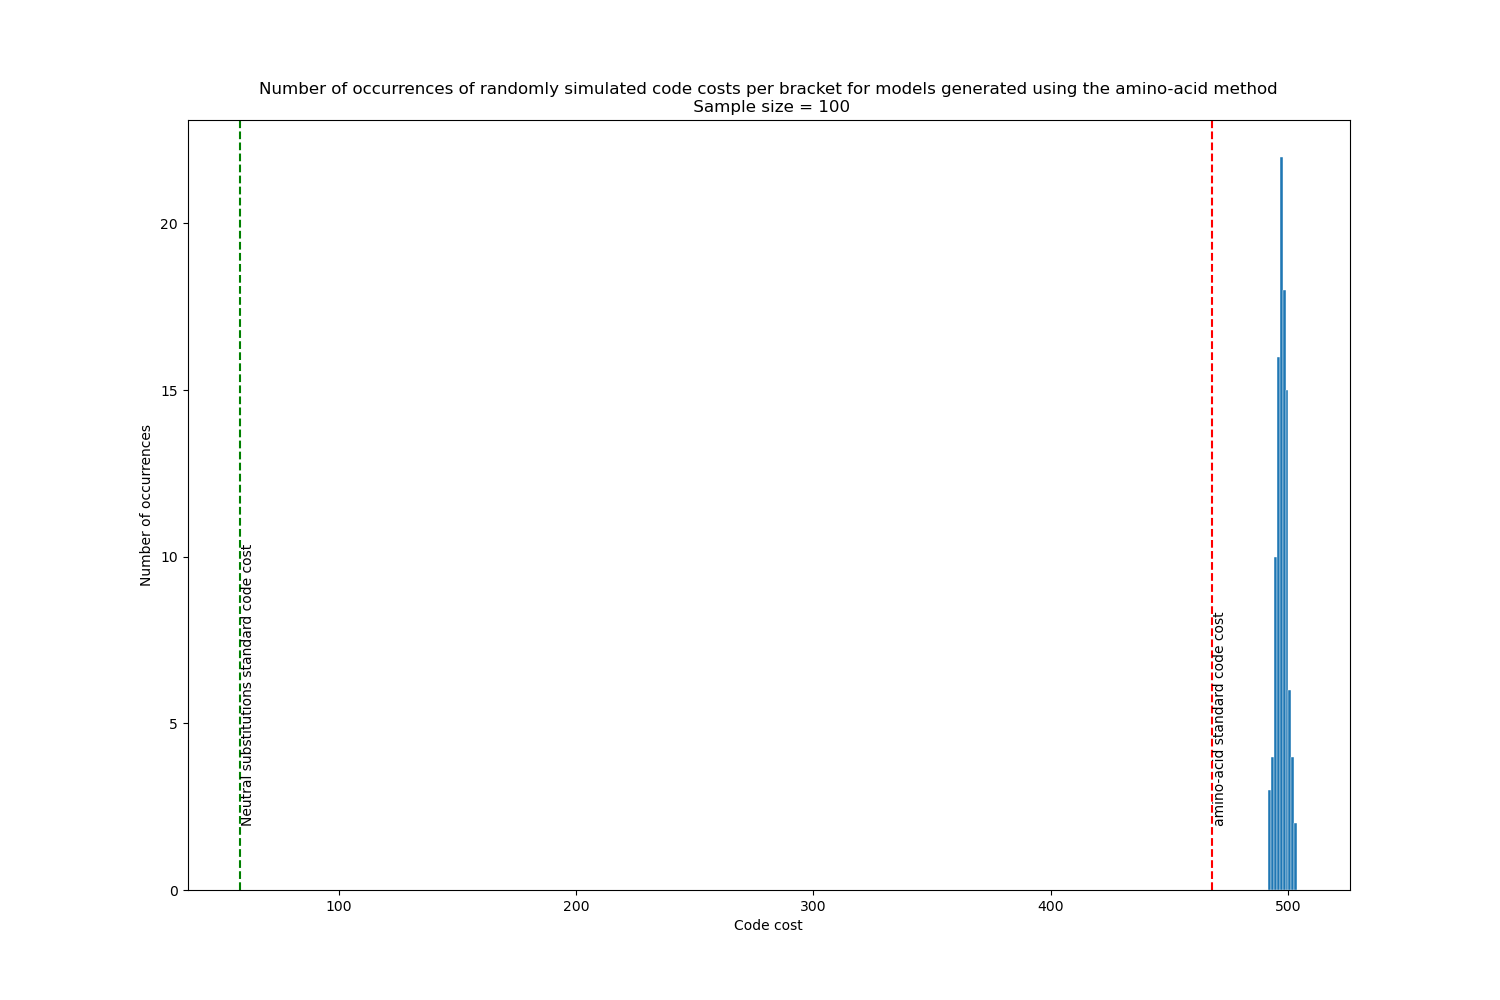 Number of occurrences of randomly simulated code costs per bracket for models generated using the amino-acid method
Sample size = 100
Number of occurrences
20
15
10
5
0
Neutral substitutions standard code cost
amino-acid standard code cost
100
200
300
400
500
Code cost